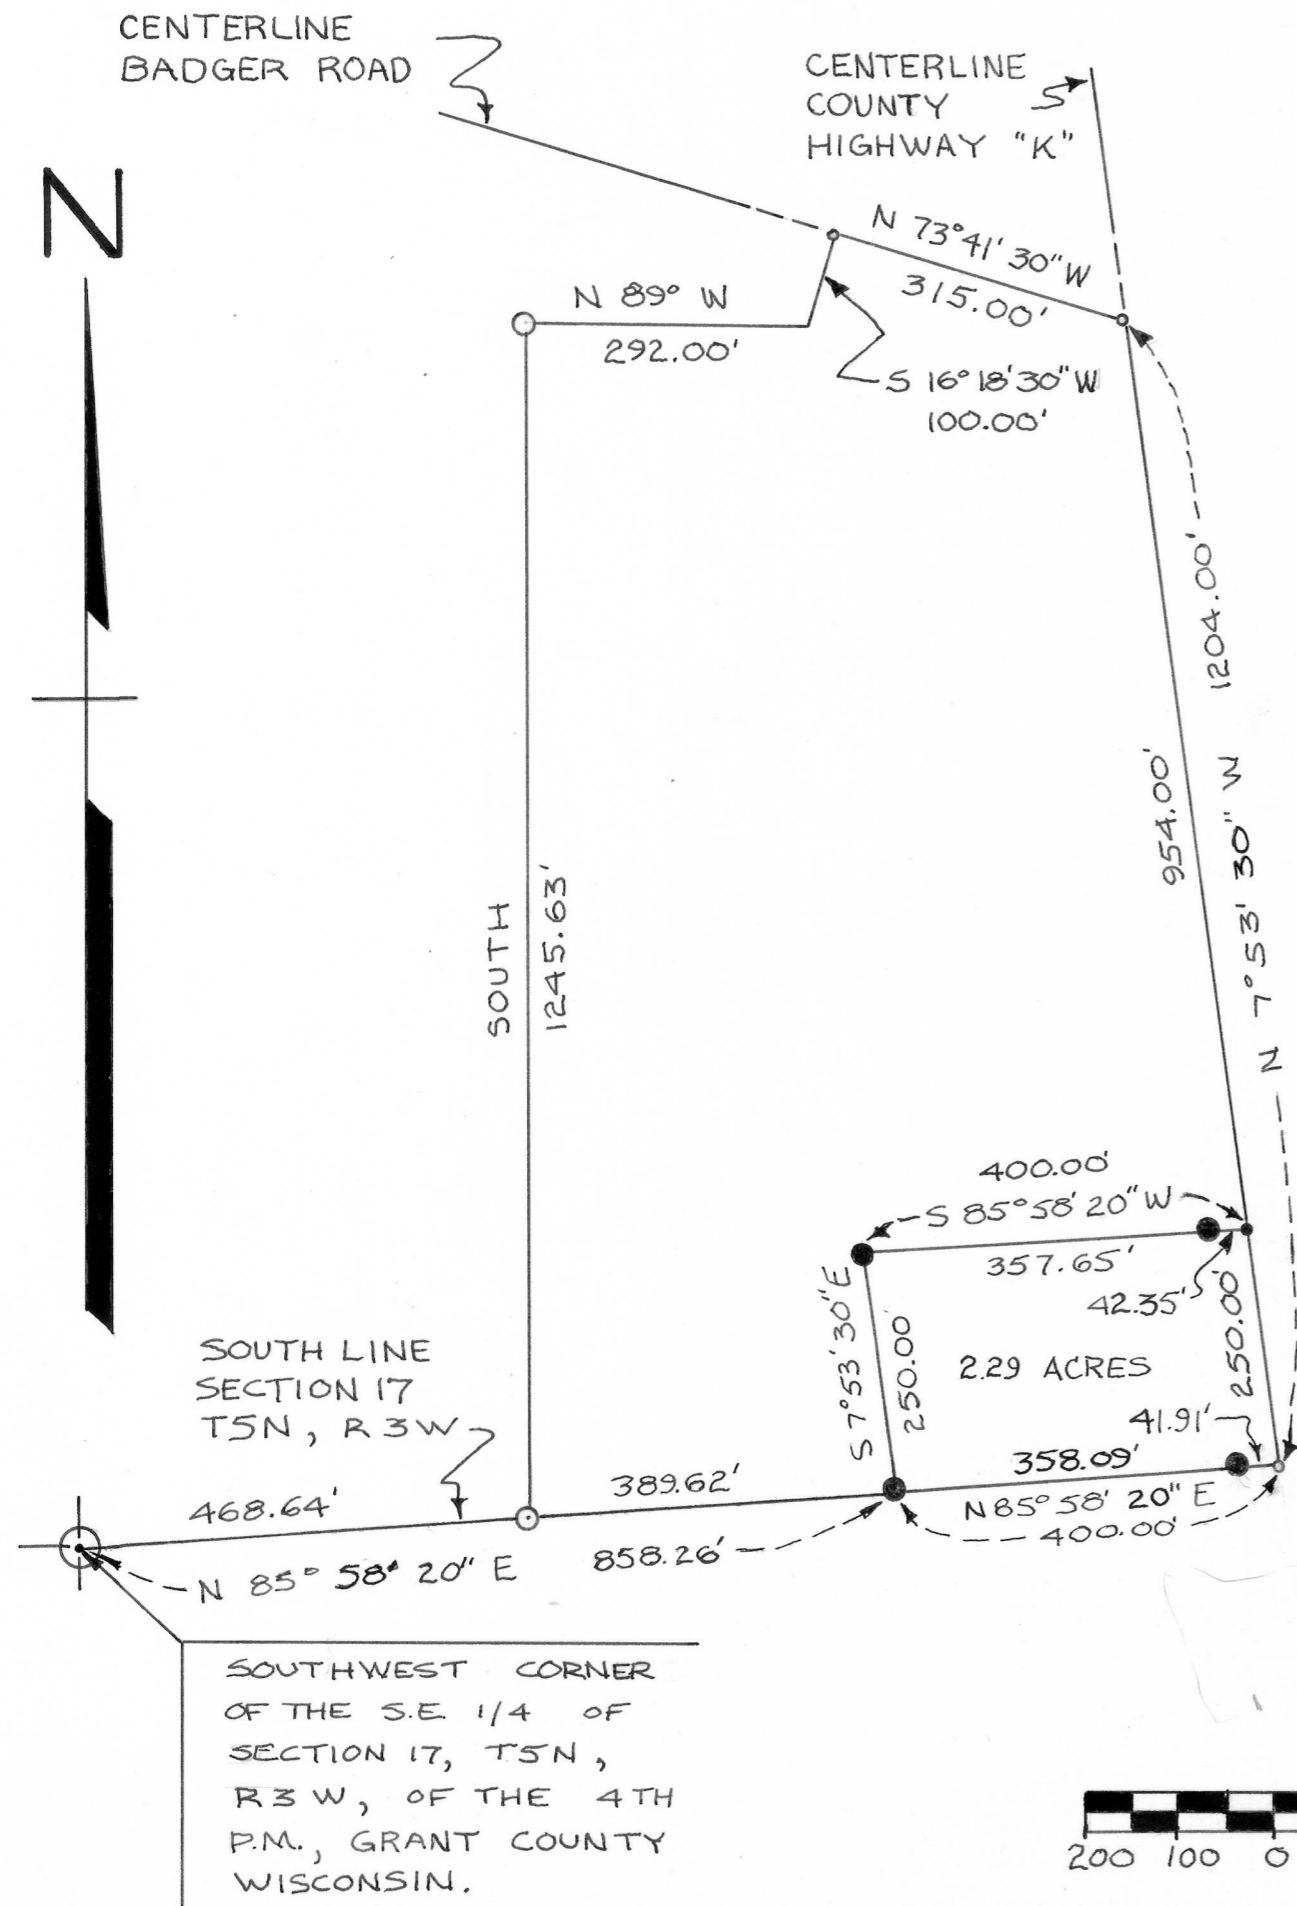 CENTERLINE
BADGER ROAD
CENTERLINE
COUNTY
HIGHWAY "K"
N
N 73°41'30"W
315.00'
N 89° W
292.00'
S 16°18'30"W
100.00'
1204.00'
N 7°53'30" W
954.00'
SOUTH
1245.63'
400.00'
S 85°58'20"W
357.65'
42.35'
S 7°53'30"E
250.00'
250.00'
2.29 ACRES
41.91'
358.09'
N85°58'20"E
400.00'
SOUTH LINE
SECTION 17
T5N, R3W
468.64'
389.62'
N 85°58'20" E
858.26'
SOUTHWEST CORNER
OF THE S.E. 1/4 OF
SECTION 17, T5N,
R3W, OF THE 4TH
P.M., GRANT COUNTY
WISCONSIN.
200 100 0